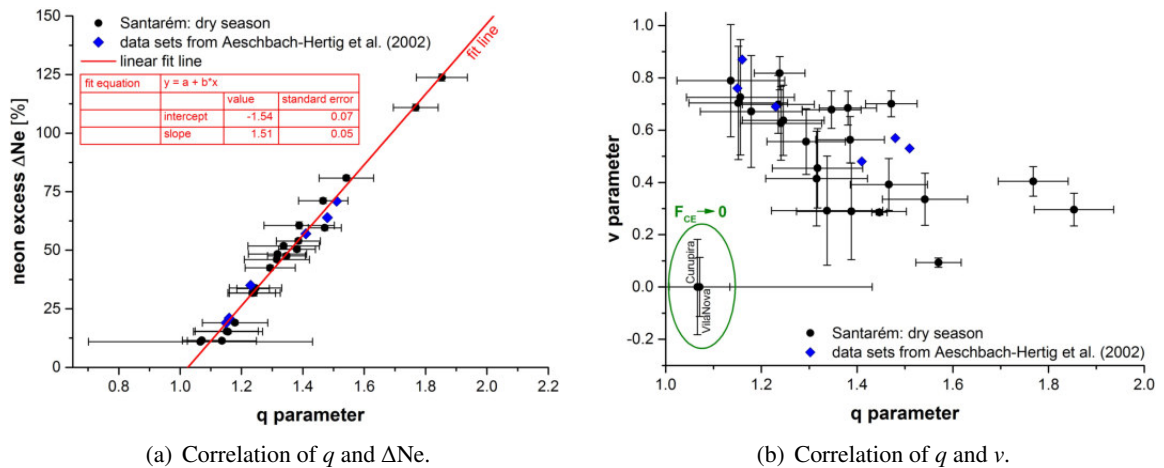 150
125
100
75
50
25
0
neon excess ΔNe [%]
Santarém: dry season
data sets from Aeschbach-Hertig et al. (2002)
linear fit line
fit line
fit equation y = a + b*x
value standard error
intercept -1.54 0.07
slope 1.51 0.05
0.8 1.0 1.2 1.4 1.6 1.8 2.0 2.2
q parameter
(a) Correlation of q and ΔNe.
1.0
0.8
0.6
0.4
0.2
0.0
-0.2
v parameter
F_CE → 0
Curupira
VilaNova
Santarém: dry season
data sets from Aeschbach-Hertig et al. (2002)
1.0 1.2 1.4 1.6 1.8 2.0
q parameter
(b) Correlation of q and v.